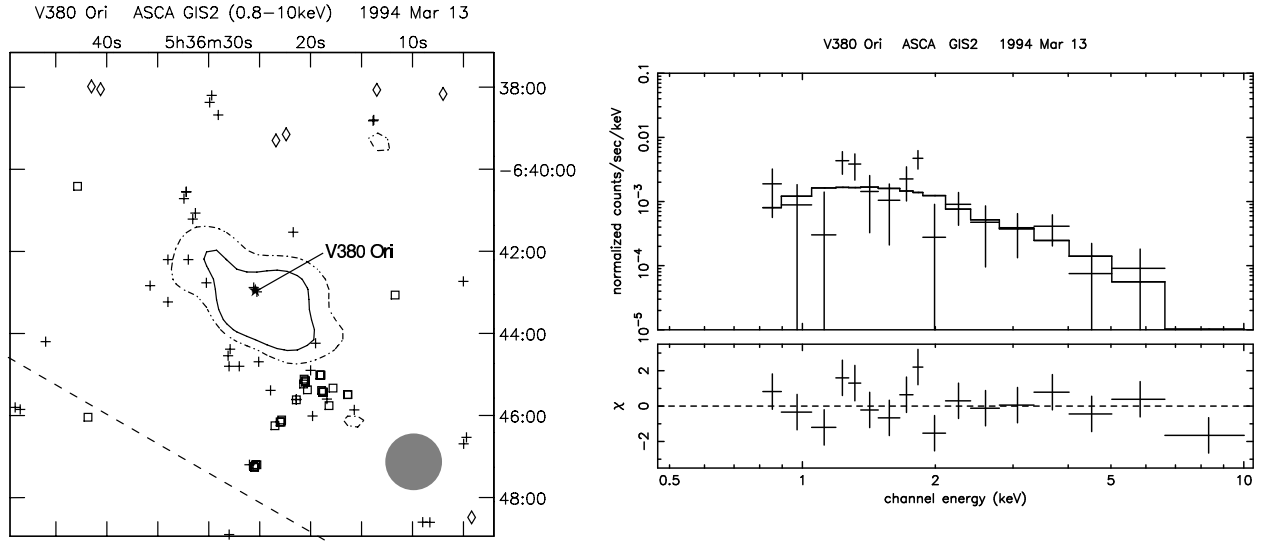 V380 Ori ASCA GIS2 (0.8−10keV) 1994 Mar 13
40s 5h36m30s 20s 10s
38:00
−6:40:00
42:00
V380 Ori
44:00
46:00
48:00
V380 Ori ASCA GIS2 1994 Mar 13
normalized counts/sec/keV
0.1
0.01
10−3
10−4
10−5
χ
2
0
−2
0.5 1 2 5 10
channel energy (keV)